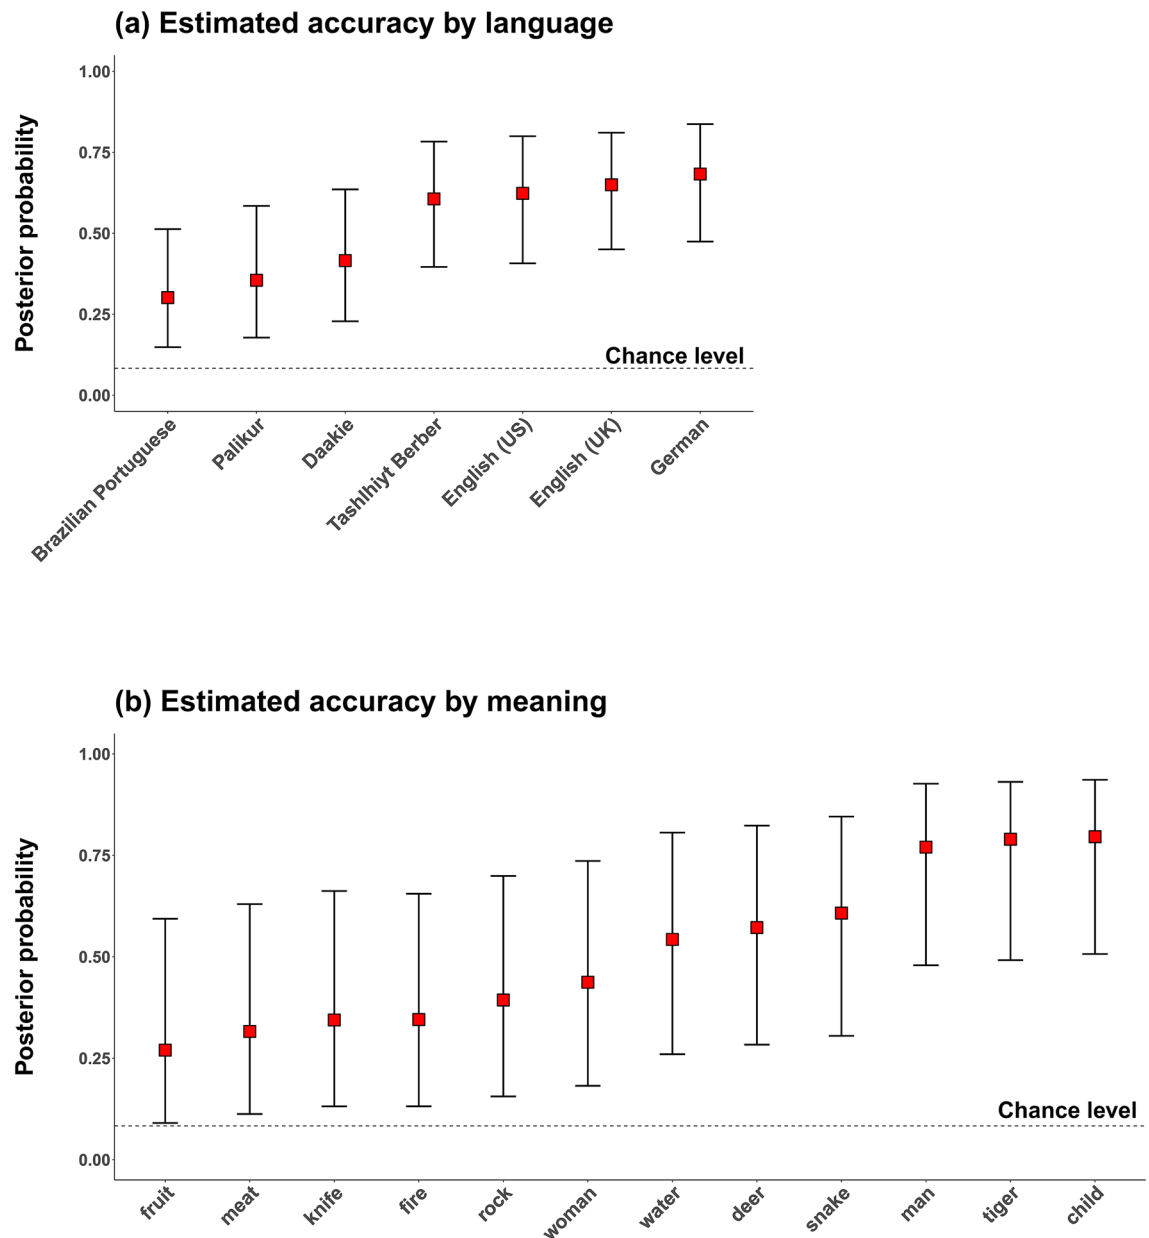 (a) Estimated accuracy by language
Posterior probability
1.00
0.75
0.50
0.25
0.00
Chance level
Brazilian Portuguese
Palikur
Daakie
Tashlhiyt Berber
English (US)
English (UK)
German
(b) Estimated accuracy by meaning
Posterior probability
1.00
0.75
0.50
0.25
0.00
Chance level
fruit
meat
knife
fire
rock
woman
water
deer
snake
man
tiger
child